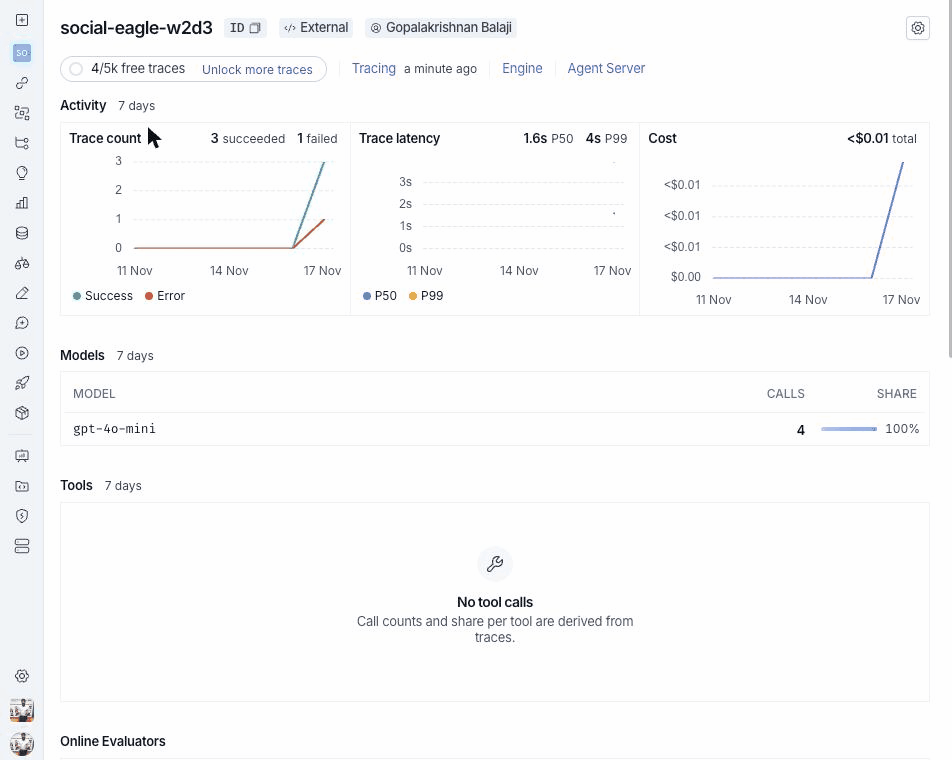 social-eagle-w2d3 ID External Gopalakrishnan Balaji
SO
4/5k free traces Unlock more traces Tracing a minute ago Engine Agent Server
Activity 7 days
Trace count 3 succeeded 1 failed
3
2
1
0
11 Nov 14 Nov 17 Nov
Success Error
Trace latency 1.6s P50 4s P99
3s
2s
1s
0s
11 Nov 14 Nov 17 Nov
P50 P99
Cost <$0.01 total
<$0.01
<$0.01
<$0.01
$0.00
11 Nov 14 Nov 17 Nov
Models 7 days
MODEL CALLS SHARE
gpt-4o-mini 4 100%
Tools 7 days
No tool calls
Call counts and share per tool are derived from
traces.
Online Evaluators